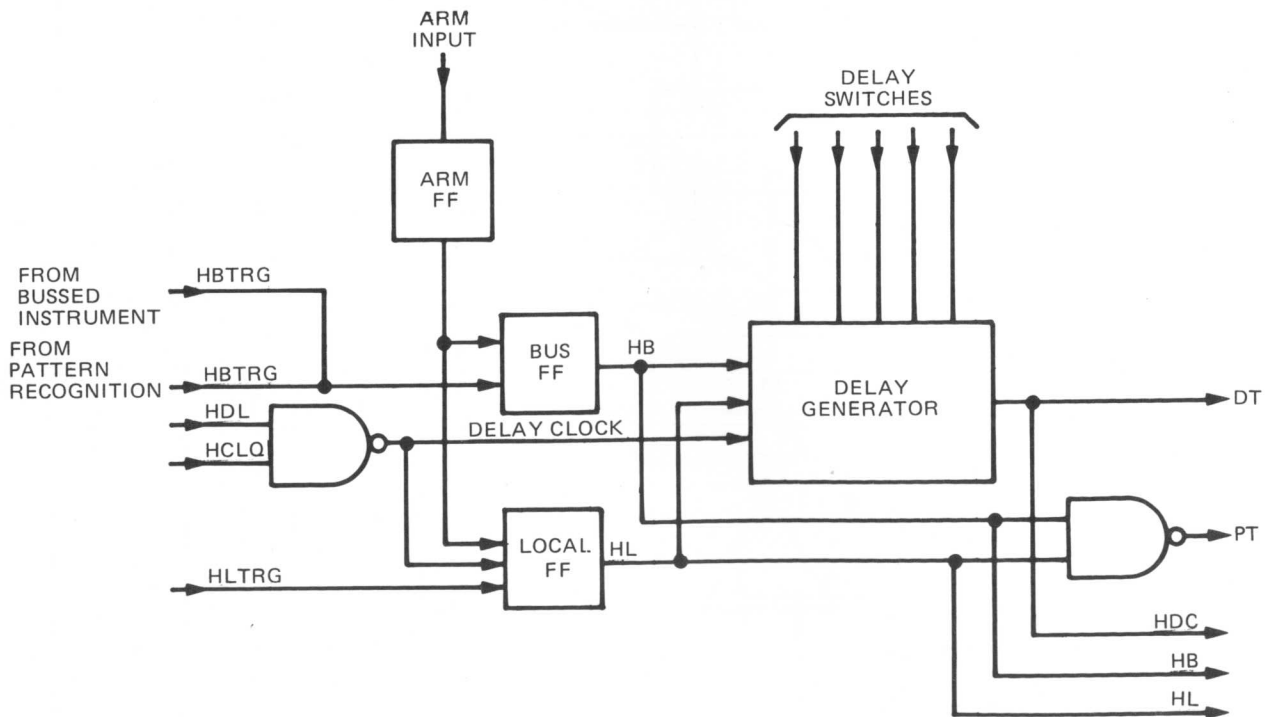 ARM
INPUT
DELAY
SWITCHES
ARM
FF
FROM
BUSSED
INSTRUMENT
HBTRG
FROM
PATTERN
RECOGNITION
HBTRG
BUS
FF
HB
DELAY
GENERATOR
DT
HDL
HCLQ
DELAY CLOCK
LOCAL
FF
HL
PT
HLTRG
HDC
HB
HL